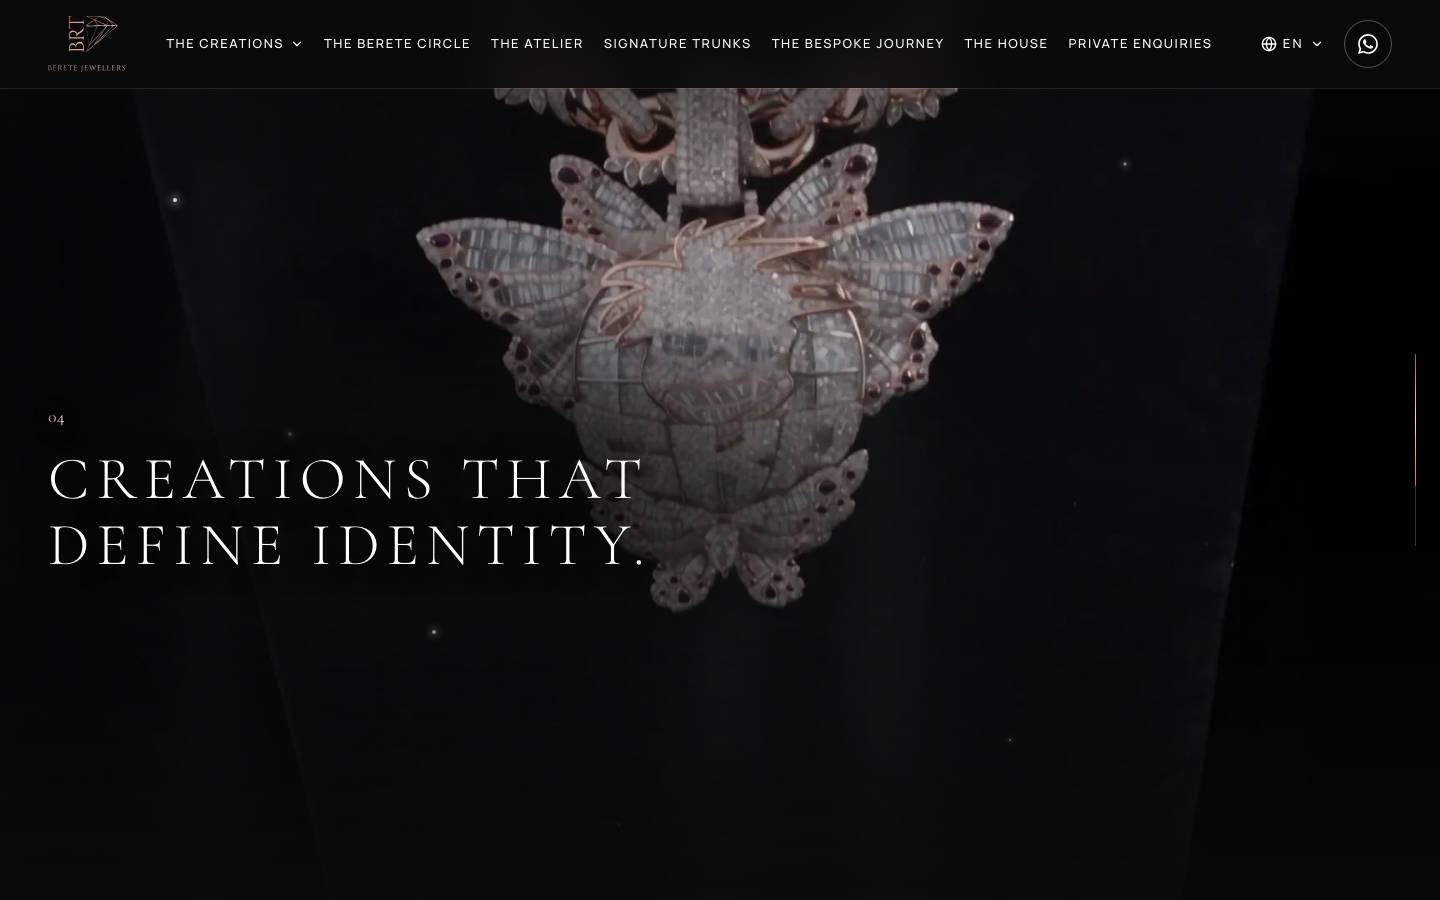 BRT
BERETE JEWELLERS
THE CREATIONS
THE BERETE CIRCLE
THE ATELIER
SIGNATURE TRUNKS
THE BESPOKE JOURNEY
THE HOUSE
PRIVATE ENQUIRIES
EN
04
CREATIONS THAT
DEFINE IDENTITY.